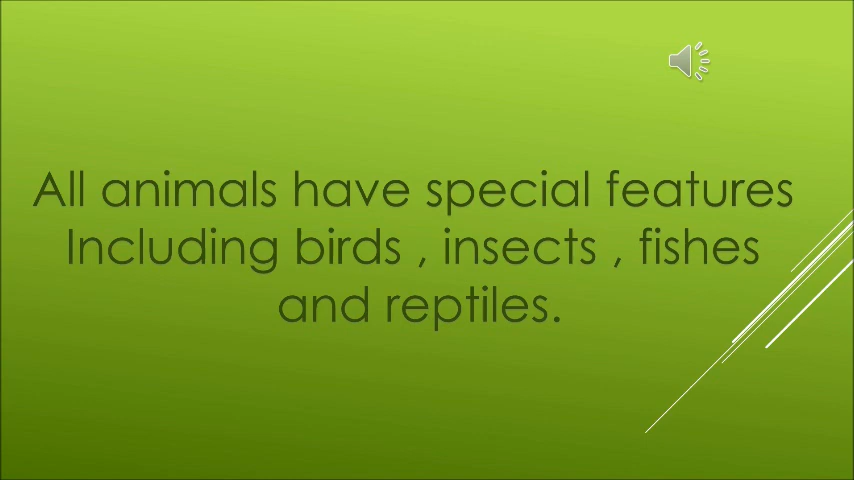 All animals have special features
Including birds , insects , fishes
and reptiles.